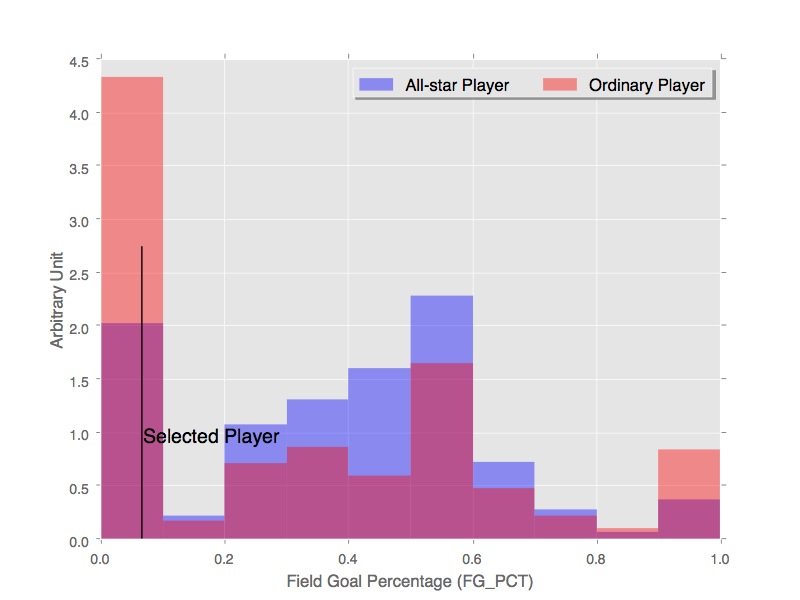 All-star Player Ordinary Player
4.5
4.0
3.5
3.0
2.5
2.0
1.5
1.0
0.5
0.0
Arbitrary Unit
Selected Player
0.0 0.2 0.4 0.6 0.8 1.0
Field Goal Percentage (FG_PCT)